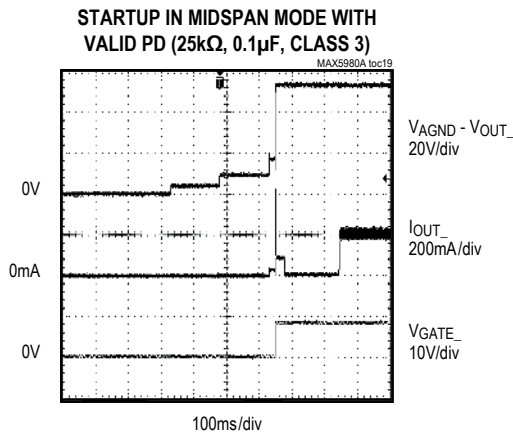 STARTUP IN MIDSPAN MODE WITH
VALID PD (25kΩ, 0.1µF, CLASS 3)
MAX5980A toc19
VAGND - VOUT_
20V/div
0V
IOUT_
200mA/div
0mA
VGATE_
10V/div
0V
100ms/div